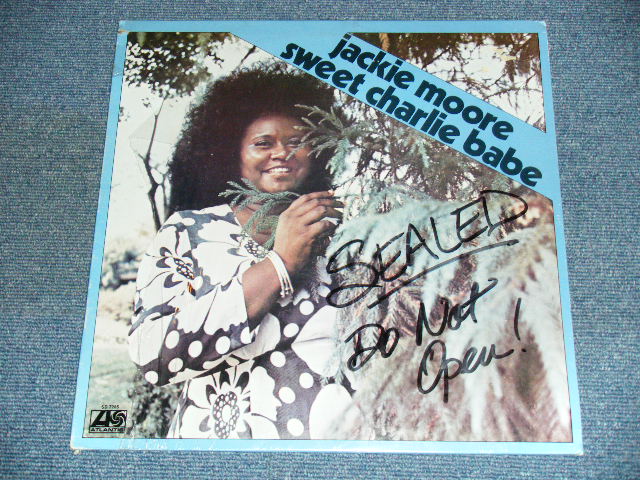 jackie moore
sweet charlie babe
SEALED
Do Not
Open!
ATLANTIC